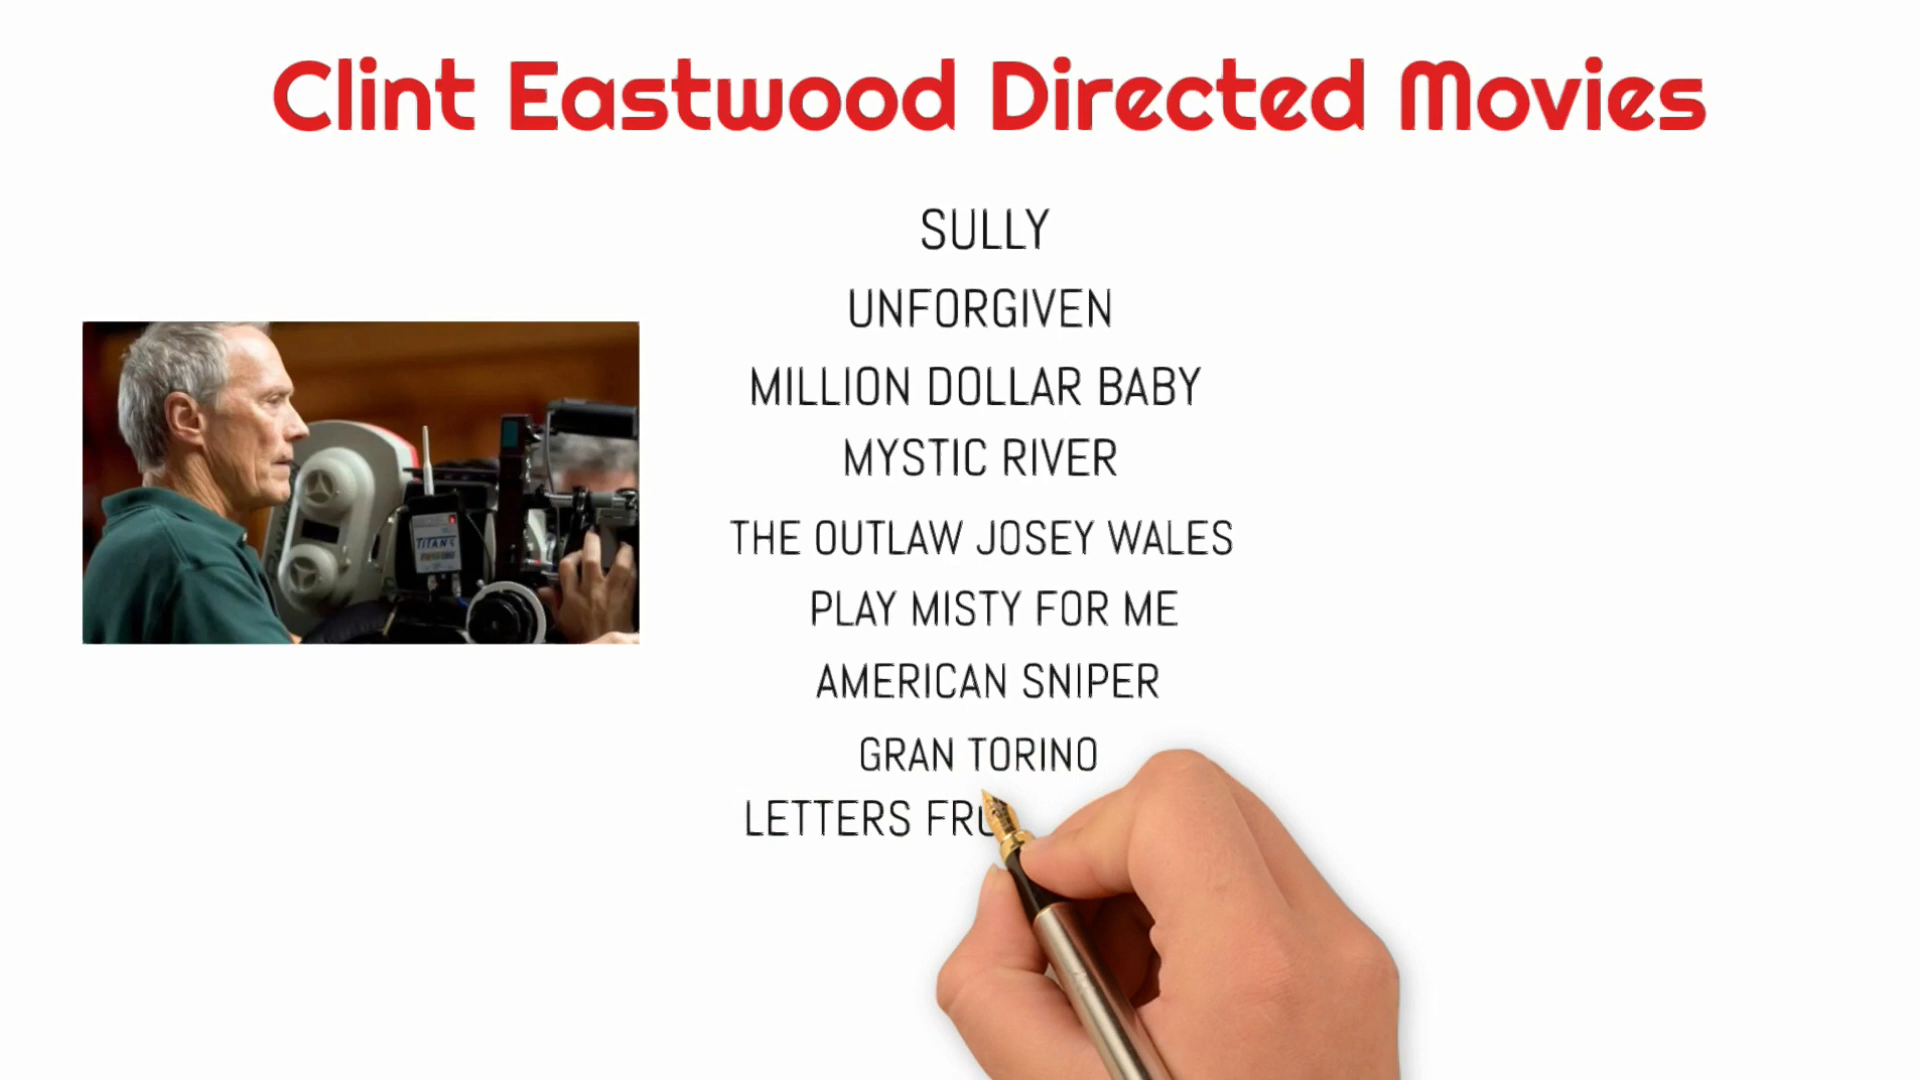 Clint Eastwood Directed Movies
SULLY
UNFORGIVEN
MILLION DOLLAR BABY
MYSTIC RIVER
THE OUTLAW JOSEY WALES
PLAY MISTY FOR ME
AMERICAN SNIPER
GRAN TORINO
LETTERS
TITANS